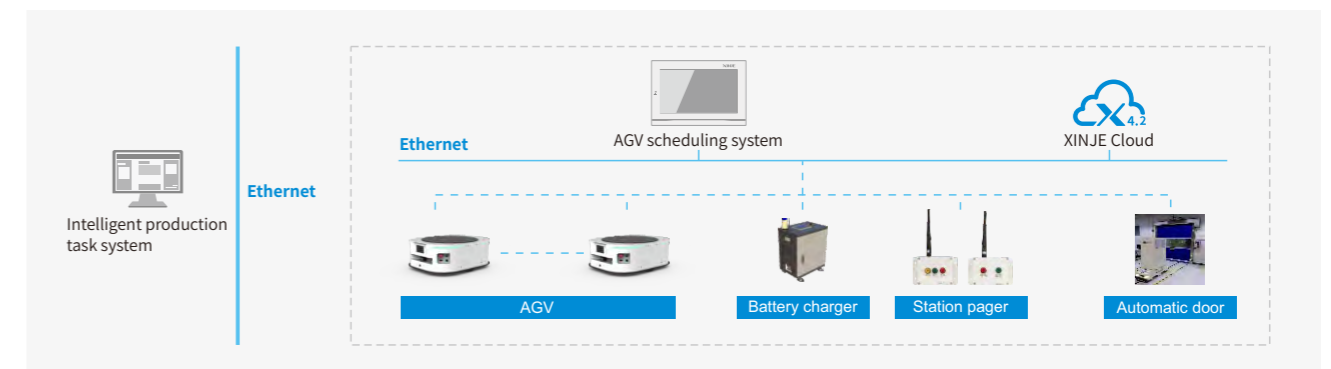 AGV scheduling system
4.2
XINJE Cloud
Ethernet
Ethernet
Intelligent production
task system
AGV
Battery charger
Station pager
Automatic door